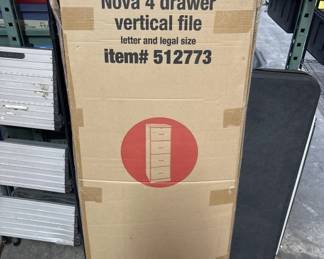 Nova 4 drawer
vertical file
letter and legal size
item# 512773